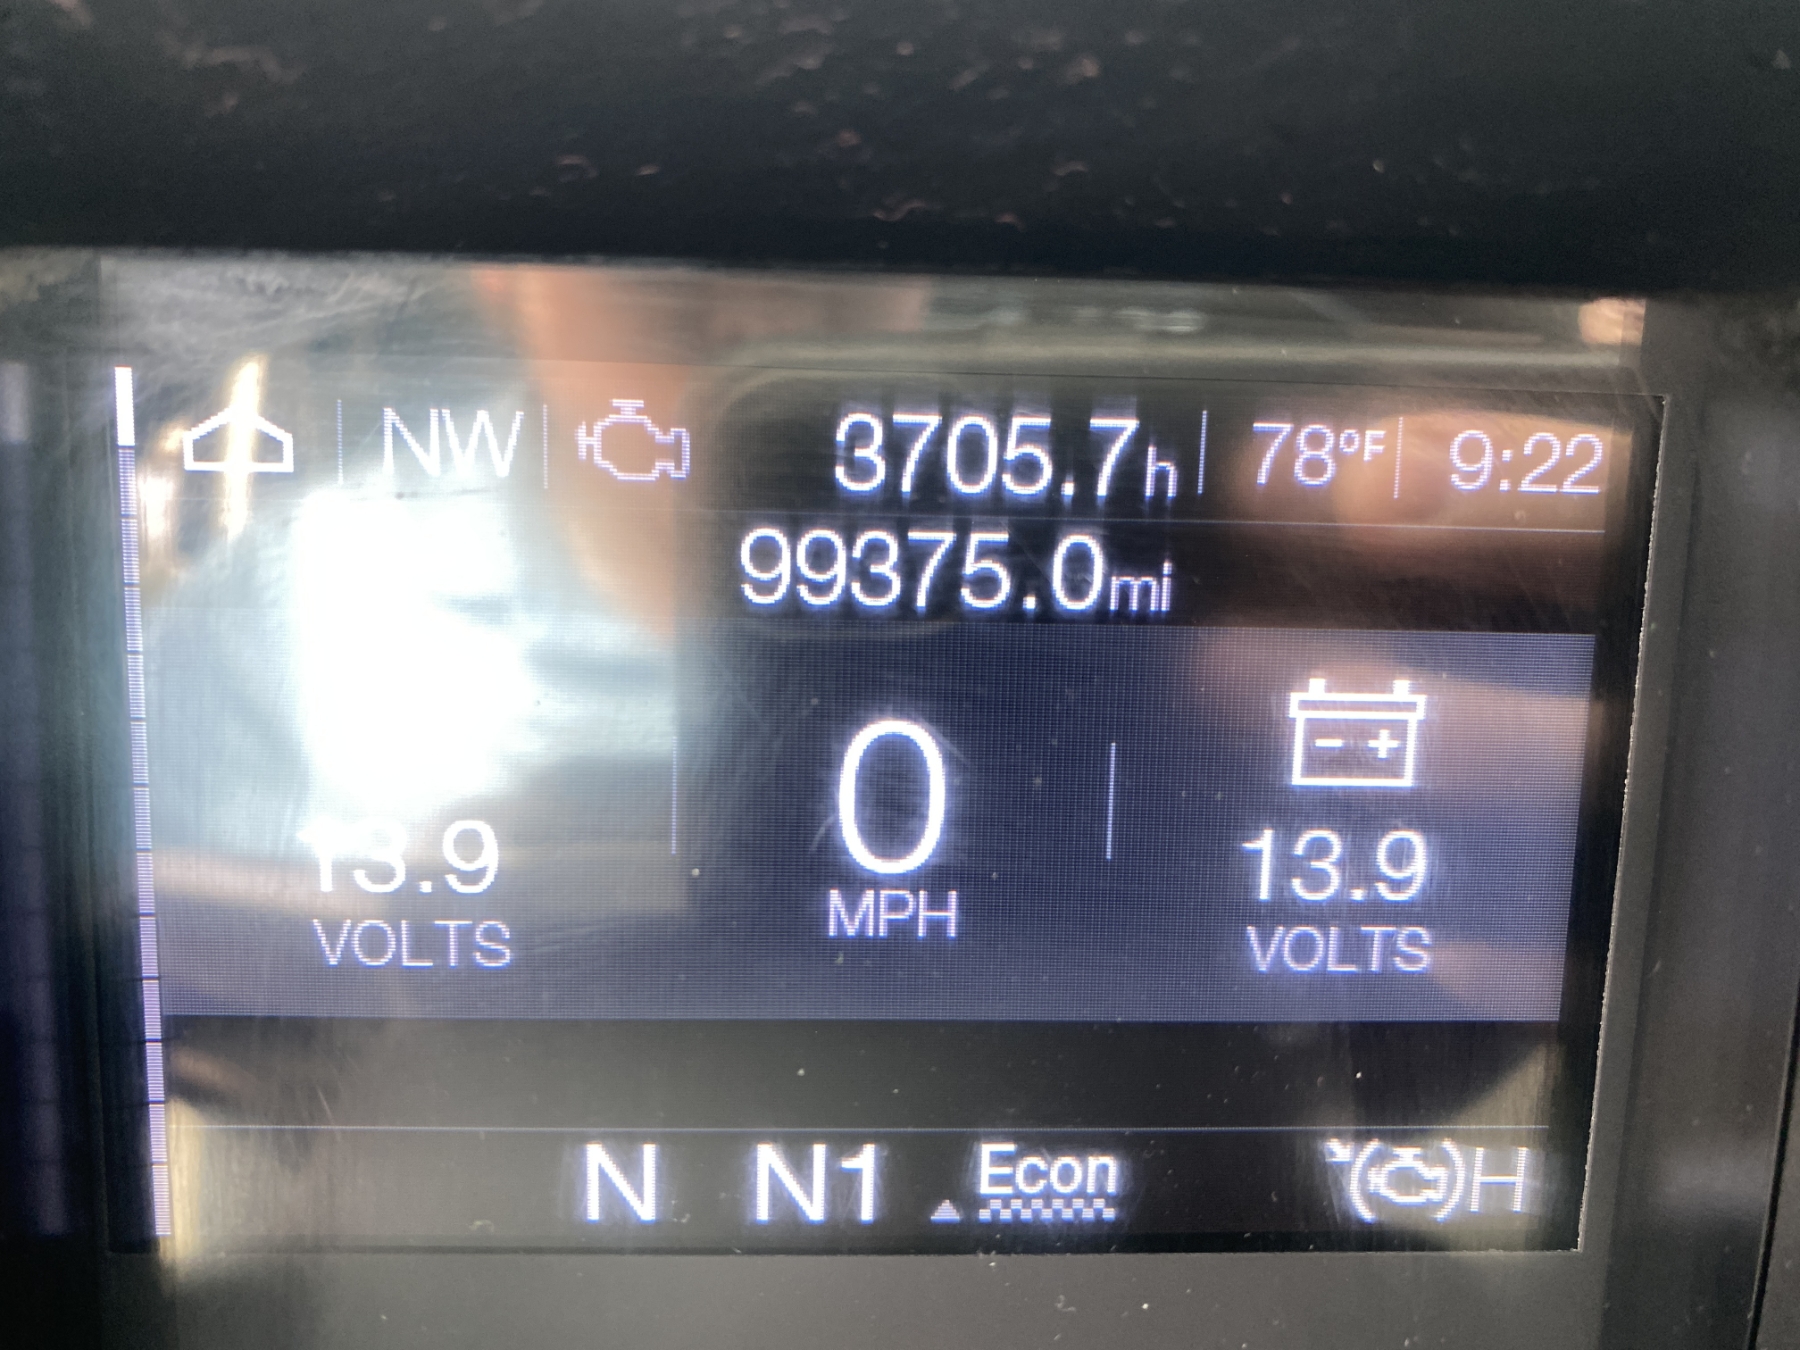 NW 3705.7h 78°F 9:22
99375.0mi
0
- +
13.9 13.9
MPH
VOLTS VOLTS
N N1 Econ H